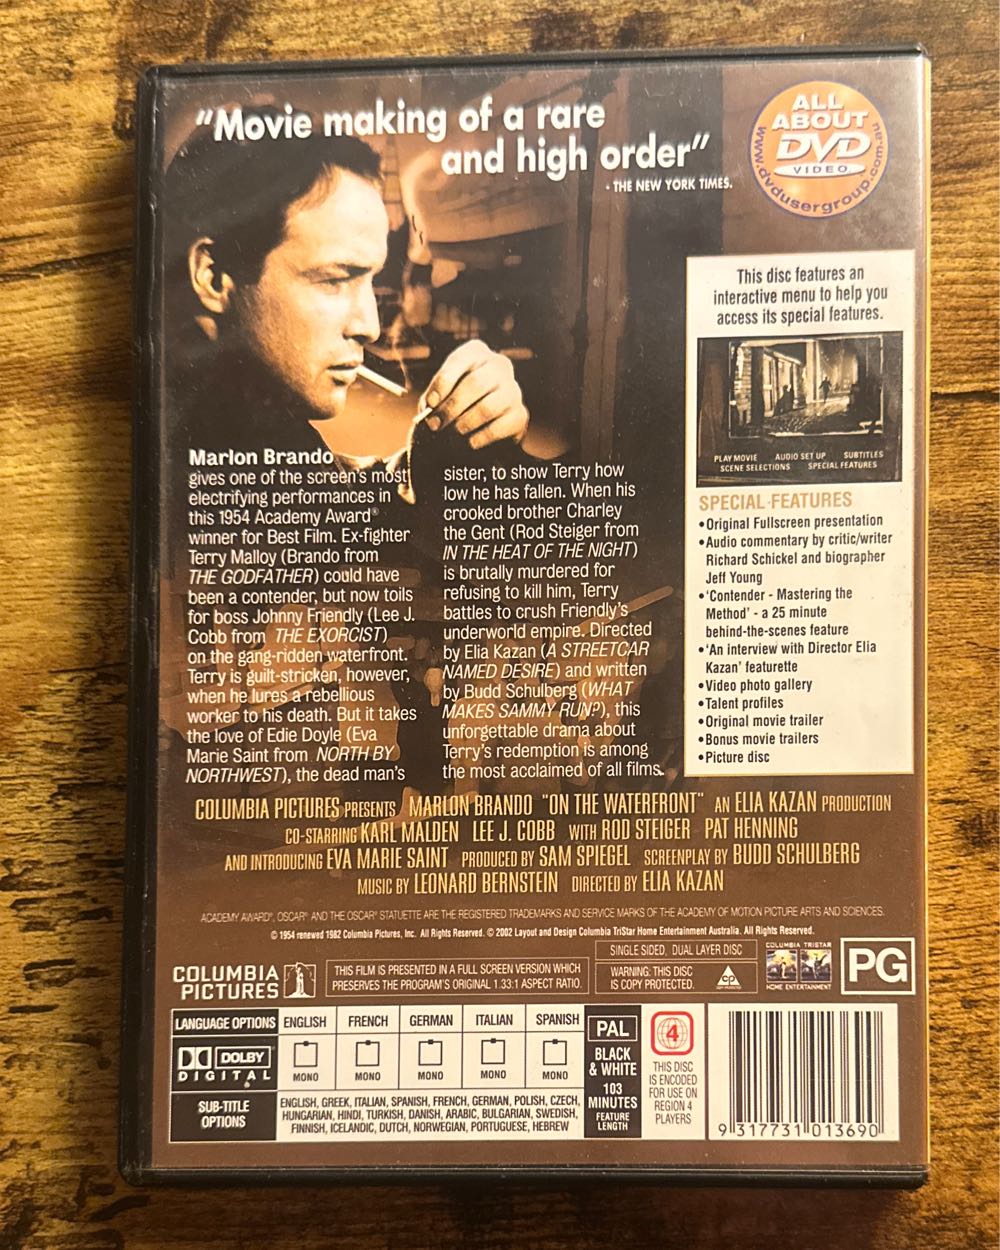 "Movie making of a rare
and high order"
- THE NEW YORK TIMES.
ALL
ABOUT
DVD
VIDEO
www.dvdusergroup.com.au
This disc features an
interactive menu to help you
access its special features.
PLAY MOVIE AUDIO SET UP SUBTITLES
SCENE SELECTIONS SPECIAL FEATURES
SPECIAL FEATURES
•Original Fullscreen presentation
•Audio commentary by critic/writer
Richard Schickel and biographer
Jeff Young
•'Contender - Mastering the
Method' - a 25 minute
behind-the-scenes feature
•'An interview with Director Elia
Kazan' featurette
•Video photo gallery
•Talent profiles
•Original movie trailer
•Bonus movie trailers
•Picture disc
Marlon Brando
gives one of the screen's most
electrifying performances in
this 1954 Academy Award®
winner for Best Film. Ex-fighter
Terry Malloy (Brando from
THE GODFATHER) could have
been a contender, but now toils
for boss Johnny Friendly (Lee J.
Cobb from THE EXORCIST)
on the gang-ridden waterfront.
Terry is guilt-stricken, however,
when he lures a rebellious
worker to his death. But it takes
the love of Edie Doyle (Eva
Marie Saint from NORTH BY
NORTHWEST), the dead man's
sister, to show Terry how
low he has fallen. When his
crooked brother Charley
the Gent (Rod Steiger from
IN THE HEAT OF THE NIGHT)
is brutally murdered for
refusing to kill him, Terry
battles to crush Friendly's
underworld empire. Directed
by Elia Kazan (A STREETCAR
NAMED DESIRE) and written
by Budd Schulberg (WHAT
MAKES SAMMY RUN?), this
unforgettable drama about
Terry's redemption is among
the most acclaimed of all films.
COLUMBIA PICTURES PRESENTS MARLON BRANDO "ON THE WATERFRONT" AN ELIA KAZAN PRODUCTION
CO-STARRING KARL MALDEN LEE J. COBB WITH ROD STEIGER PAT HENNING
AND INTRODUCING EVA MARIE SAINT PRODUCED BY SAM SPIEGEL SCREENPLAY BY BUDD SCHULBERG
MUSIC BY LEONARD BERNSTEIN DIRECTED BY ELIA KAZAN
ACADEMY AWARD®, OSCAR® AND THE OSCAR® STATUETTE ARE THE REGISTERED TRADEMARKS AND SERVICE MARKS OF THE ACADEMY OF MOTION PICTURE ARTS AND SCIENCES.
© 1954 renewed 1982 Columbia Pictures, Inc. All Rights Reserved. © 2002 Layout and Design Columbia TriStar Home Entertainment Australia. All Rights Reserved.
COLUMBIA
PICTURES
THIS FILM IS PRESENTED IN A FULL SCREEN VERSION WHICH
PRESERVES THE PROGRAM'S ORIGINAL 1.33:1 ASPECT RATIO.
SINGLE SIDED, DUAL LAYER DISC
WARNING: THIS DISC
IS COPY PROTECTED.
CP
COLUMBIA TRISTAR
HOME ENTERTAINMENT
PG
LANGUAGE OPTIONS ENGLISH FRENCH GERMAN ITALIAN SPANISH
DOLBY
DIGITAL
MONO MONO MONO MONO MONO
SUB-TITLE
OPTIONS
ENGLISH, GREEK, ITALIAN, SPANISH, FRENCH, GERMAN, POLISH, CZECH,
HUNGARIAN, HINDI, TURKISH, DANISH, ARABIC, BULGARIAN, SWEDISH,
FINNISH, ICELANDIC, DUTCH, NORWEGIAN, PORTUGUESE, HEBREW
PAL
BLACK
& WHITE
103
MINUTES
FEATURE
LENGTH
4
THIS DISC
IS ENCODED
FOR USE ON
REGION 4
PLAYERS
9 317731 013690